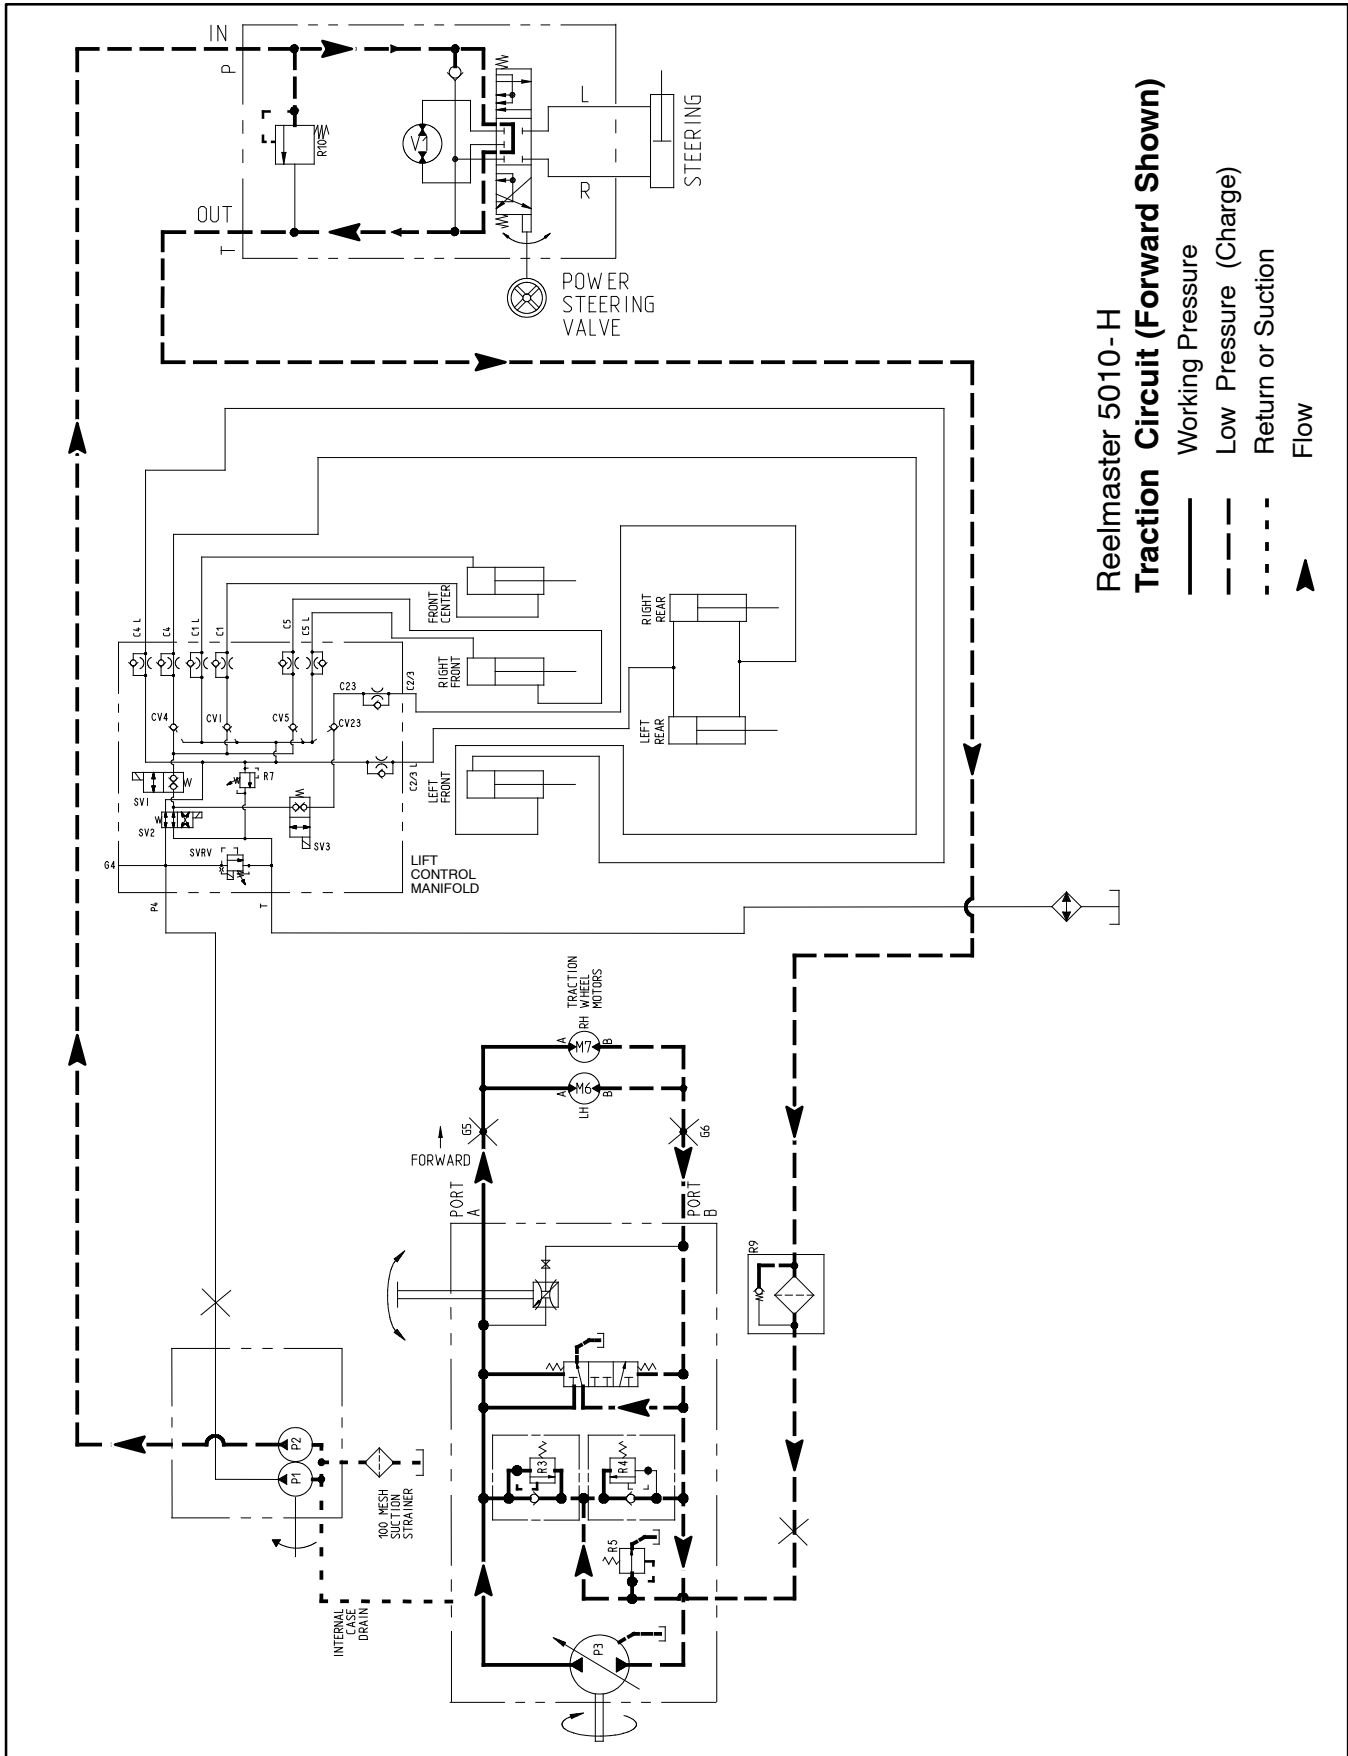 Reelmaster 5010-H
Traction Circuit (Forward Shown)
Working Pressure
Low Pressure (Charge)
Return or Suction
Flow
IN
P
OUT
T
R10
V1
L
R
STEERING
POWER
STEERING
VALVE
C4 L
C4
C1 L
C1
C5
C5 L
CV4
CV1
CV5
CV23
C23
C2/3
C2/3 L
SV1
SV2
SV3
R7
SVRV
G4
P4
T
LIFT
CONTROL
MANIFOLD
FRONT
CENTER
RIGHT
FRONT
LEFT
FRONT
RIGHT
REAR
LEFT
REAR
TRACTION
WHEEL
MOTORS
RH
A
M7
B
A
M6
B
LH
G5
G6
FORWARD
PORT
A
PORT
B
R9
P2
P1
100 MESH
SUCTION
STRAINER
INTERNAL
CASE
DRAIN
R3
R4
R5
P3